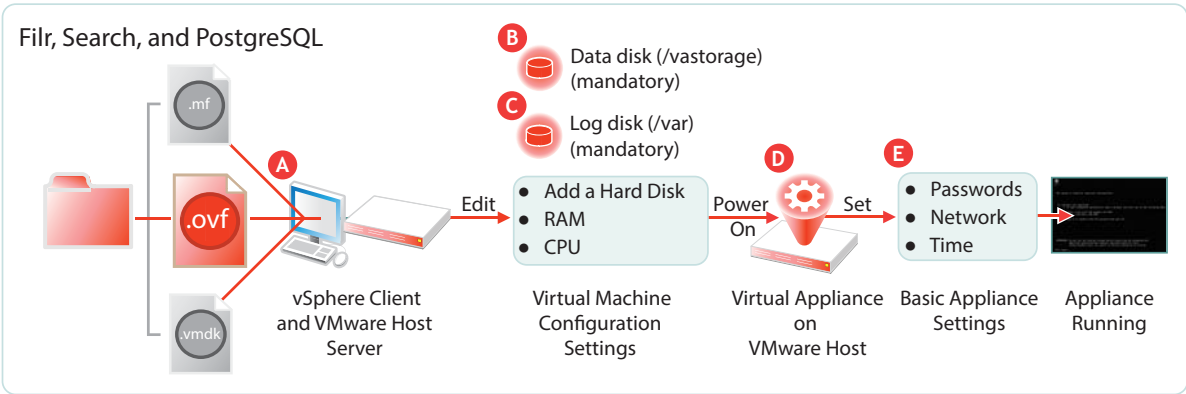 Filr, Search, and PostgreSQL
.mf
.ovf
.vmdk
A
vSphere Client
and VMware Host
Server
Edit
B
Data disk (/vastorage)
(mandatory)
C
Log disk (/var)
(mandatory)
● Add a Hard Disk
● RAM
● CPU
Virtual Machine
Configuration
Settings
Power
On
D
Virtual Appliance
on
VMware Host
Set
E
● Passwords
● Network
● Time
Basic Appliance
Settings
Appliance
Running